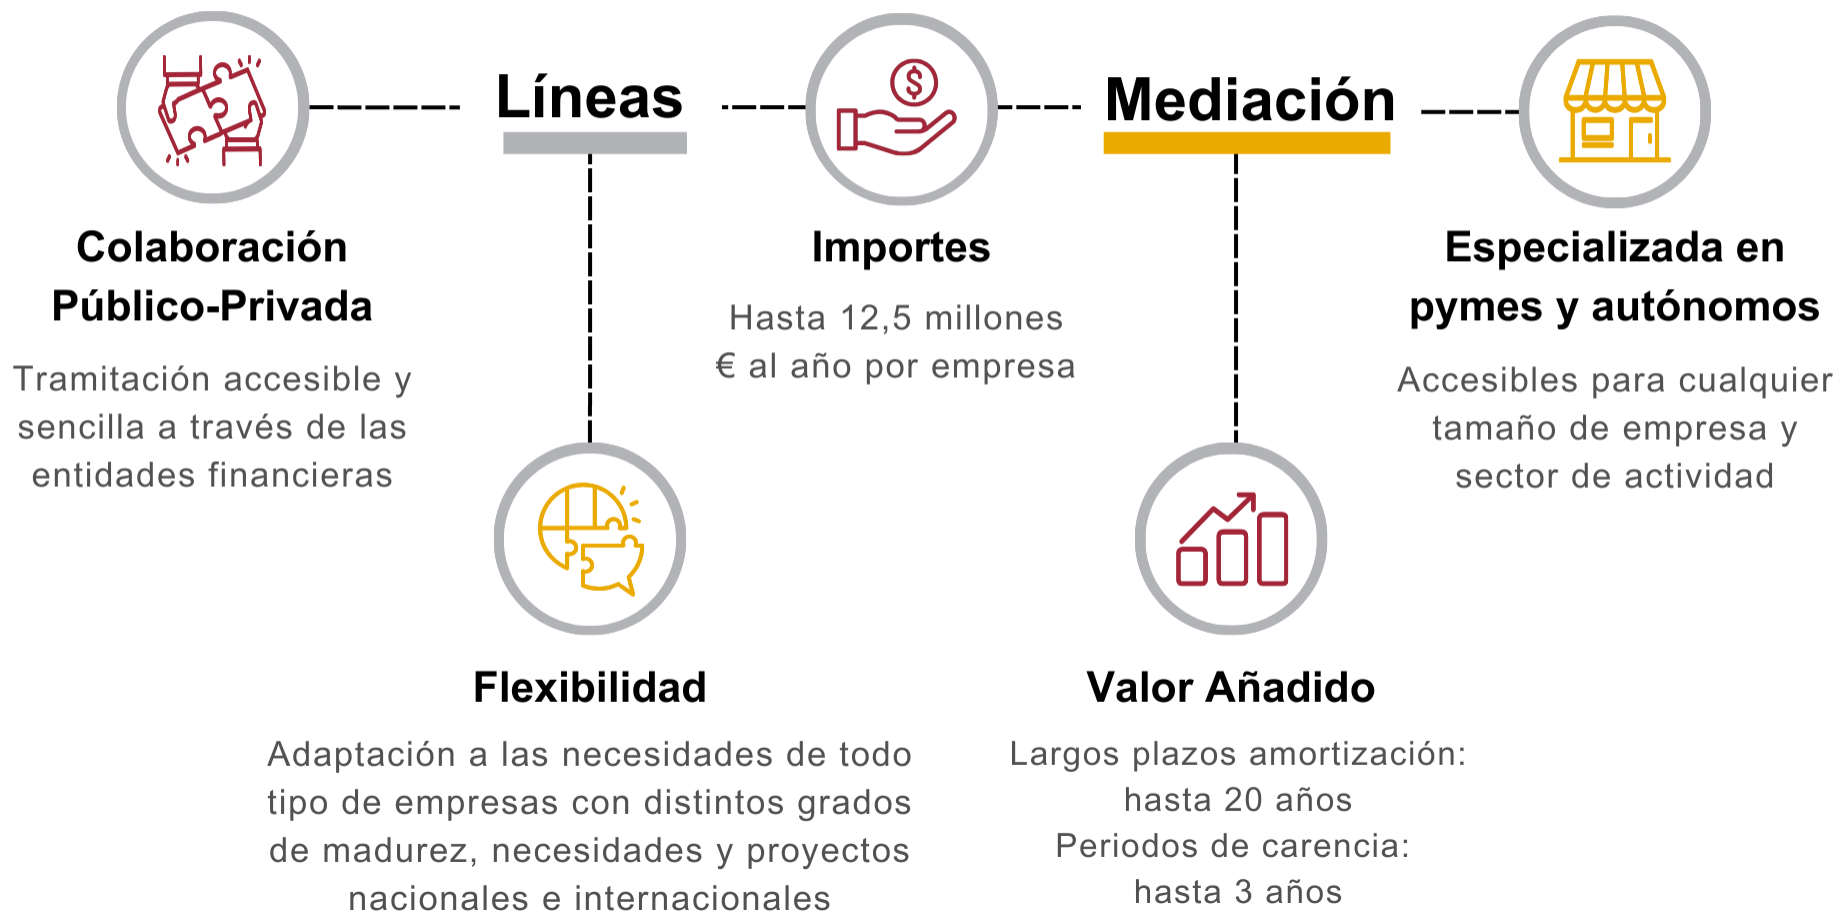 Líneas
Mediación
Colaboración
Público-Privada
Tramitación accesible y
sencilla a través de las
entidades financieras
Importes
Hasta 12,5 millones
€ al año por empresa
Especializada en
pymes y autónomos
Accesibles para cualquier
tamaño de empresa y
sector de actividad
Flexibilidad
Adaptación a las necesidades de todo
tipo de empresas con distintos grados
de madurez, necesidades y proyectos
nacionales e internacionales
Valor Añadido
Largos plazos amortización:
hasta 20 años
Periodos de carencia:
hasta 3 años